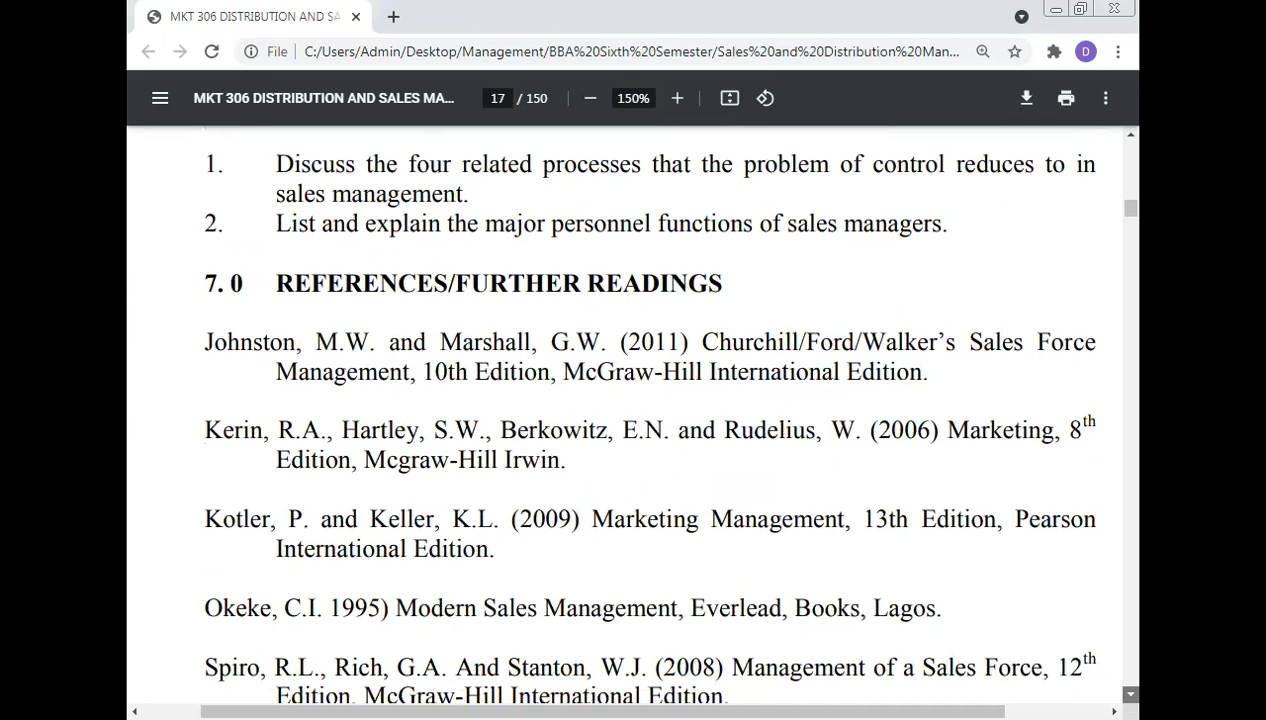 MKT 306 DISTRIBUTION AND SA
File C:/Users/Admin/Desktop/Management/BBA%20Sixth%20Semester/Sales%20and%20Distribution%20Man... D
MKT 306 DISTRIBUTION AND SALES MA... 17 / 150 — 150% +
1. Discuss the four related processes that the problem of control reduces to in
sales management.
2. List and explain the major personnel functions of sales managers.
7. 0 REFERENCES/FURTHER READINGS
Johnston, M.W. and Marshall, G.W. (2011) Churchill/Ford/Walker’s Sales Force
Management, 10th Edition, McGraw-Hill International Edition.
Kerin, R.A., Hartley, S.W., Berkowitz, E.N. and Rudelius, W. (2006) Marketing, 8th
Edition, Mcgraw-Hill Irwin.
Kotler, P. and Keller, K.L. (2009) Marketing Management, 13th Edition, Pearson
International Edition.
Okeke, C.I. 1995) Modern Sales Management, Everlead, Books, Lagos.
Spiro, R.L., Rich, G.A. And Stanton, W.J. (2008) Management of a Sales Force, 12th
Edition, McGraw-Hill International Edition.